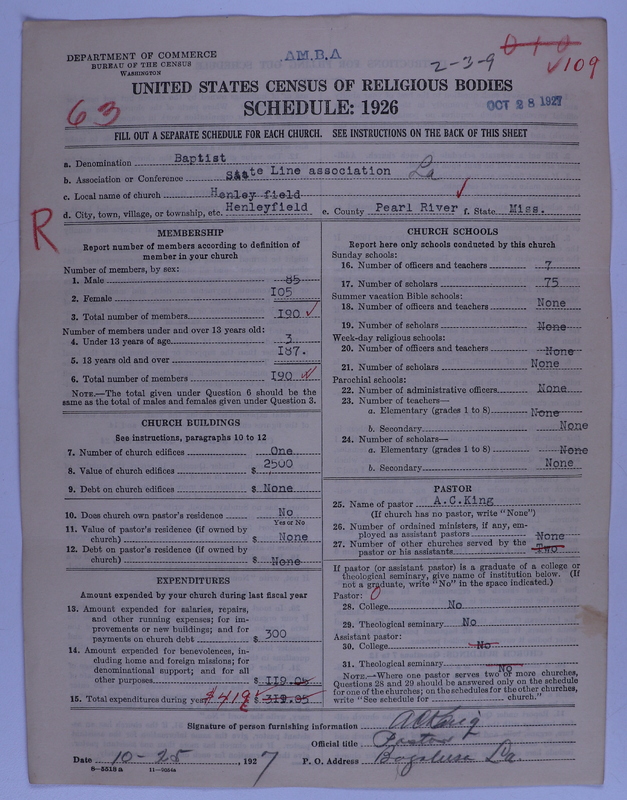 DEPARTMENT OF COMMERCE
BUREAU OF THE CENSUS
WASHINGTON
AM.B.A
2-3-9
010
✓109
63
UNITED STATES CENSUS OF RELIGIOUS BODIES
SCHEDULE: 1926
OCT 28 1927
FILL OUT A SEPARATE SCHEDULE FOR EACH CHURCH. SEE INSTRUCTIONS ON THE BACK OF THIS SHEET
a. Denomination Baptist
b. Association or Conference State Line association La
c. Local name of church Henley field
d. City, town, village, or township, etc. Henleyfield e. County Pearl River f. State Miss.
R
MEMBERSHIP
Report number of members according to definition of
member in your church
Number of members, by sex:
1. Male 85
2. Female I05
3. Total number of members I90 ✓
Number of members under and over 13 years old:
4. Under 13 years of age 3
5. 13 years old and over I87.
6. Total number of members I90 ✓
NOTE.—The total given under Question 6 should be
same as the total of males and females given under Question 3.
CHURCH BUILDINGS
See instructions, paragraphs 10 to 12
7. Number of church edifices One
8. Value of church edifices $ 2500
9. Debt on church edifices $ None
10. Does church own pastor's residence No
Yes or No
11. Value of pastor's residence (if owned by
church) $ None
12. Debt on pastor's residence (if owned by
church) $ None
EXPENDITURES
Amount expended by your church during last fiscal year
13. Amount expended for salaries, repairs,
and other running expenses; for im-
provements or new buildings; and for
payments on church debt $ 300
14. Amount expended for benevolences, in-
cluding home and foreign missions; for
denominational support; and for all
other purposes $ 119.05
15. Total expenditures during year $419 $ 319.05
CHURCH SCHOOLS
Report here only schools conducted by this church
Sunday schools:
16. Number of officers and teachers 7
17. Number of scholars 75
Summer vacation Bible schools:
18. Number of officers and teachers None
19. Number of scholars None
Week-day religious schools:
20. Number of officers and teachers None
21. Number of scholars None
Parochial schools:
22. Number of administrative officers None
23. Number of teachers—
a. Elementary (grades 1 to 8) None
b. Secondary None
24. Number of scholars—
a. Elementary (grades 1 to 8) None
b. Secondary None
PASTOR
25. Name of pastor A.C.King
(If church has no pastor, write "None")
26. Number of ordained ministers, if any, em-
ployed as assistant pastors None
27. Number of other churches served by the
pastor or his assistants Two
If pastor (or assistant pastor) is a graduate of a college or
theological seminary, give name of institution below. (If
not a graduate, write "No" in the space indicated.)
Pastor: 0
28. College No
29. Theological seminary No
Assistant pastor:
30. College No
31. Theological seminary No
NOTE.—Where one pastor serves two or more churches,
Questions 28 and 29 should be answered only on the schedule
for one of the churches; on the schedules for the other churches,
write "See schedule for church."
Signature of person furnishing information A C King
Official title Pastor
Date 10-25, 1927 P. O. Address Bogalusa La.
8—5518a 11—9084a